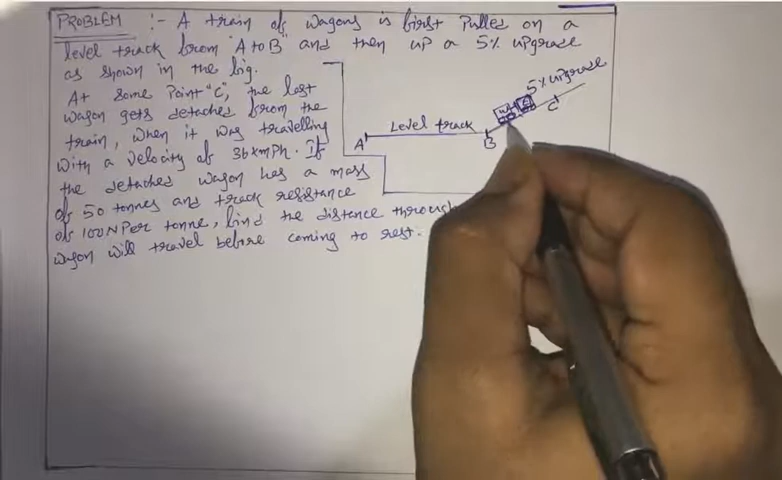 PROBLEM :- A train of wagons is first pulled on a
level track from "A to B" and then up a 5% upgrade
as shown in the fig.
At some Point "C", the last
wagon gets detached from the
train, when it was travelling
with a velocity of 36 kmph. If
the detached wagon has a mass
of 50 tonnes and track resistance
of 100N Per tonne, find the distance through
wagon will travel before coming to rest.
5% upgrade
Level track
A
B
C